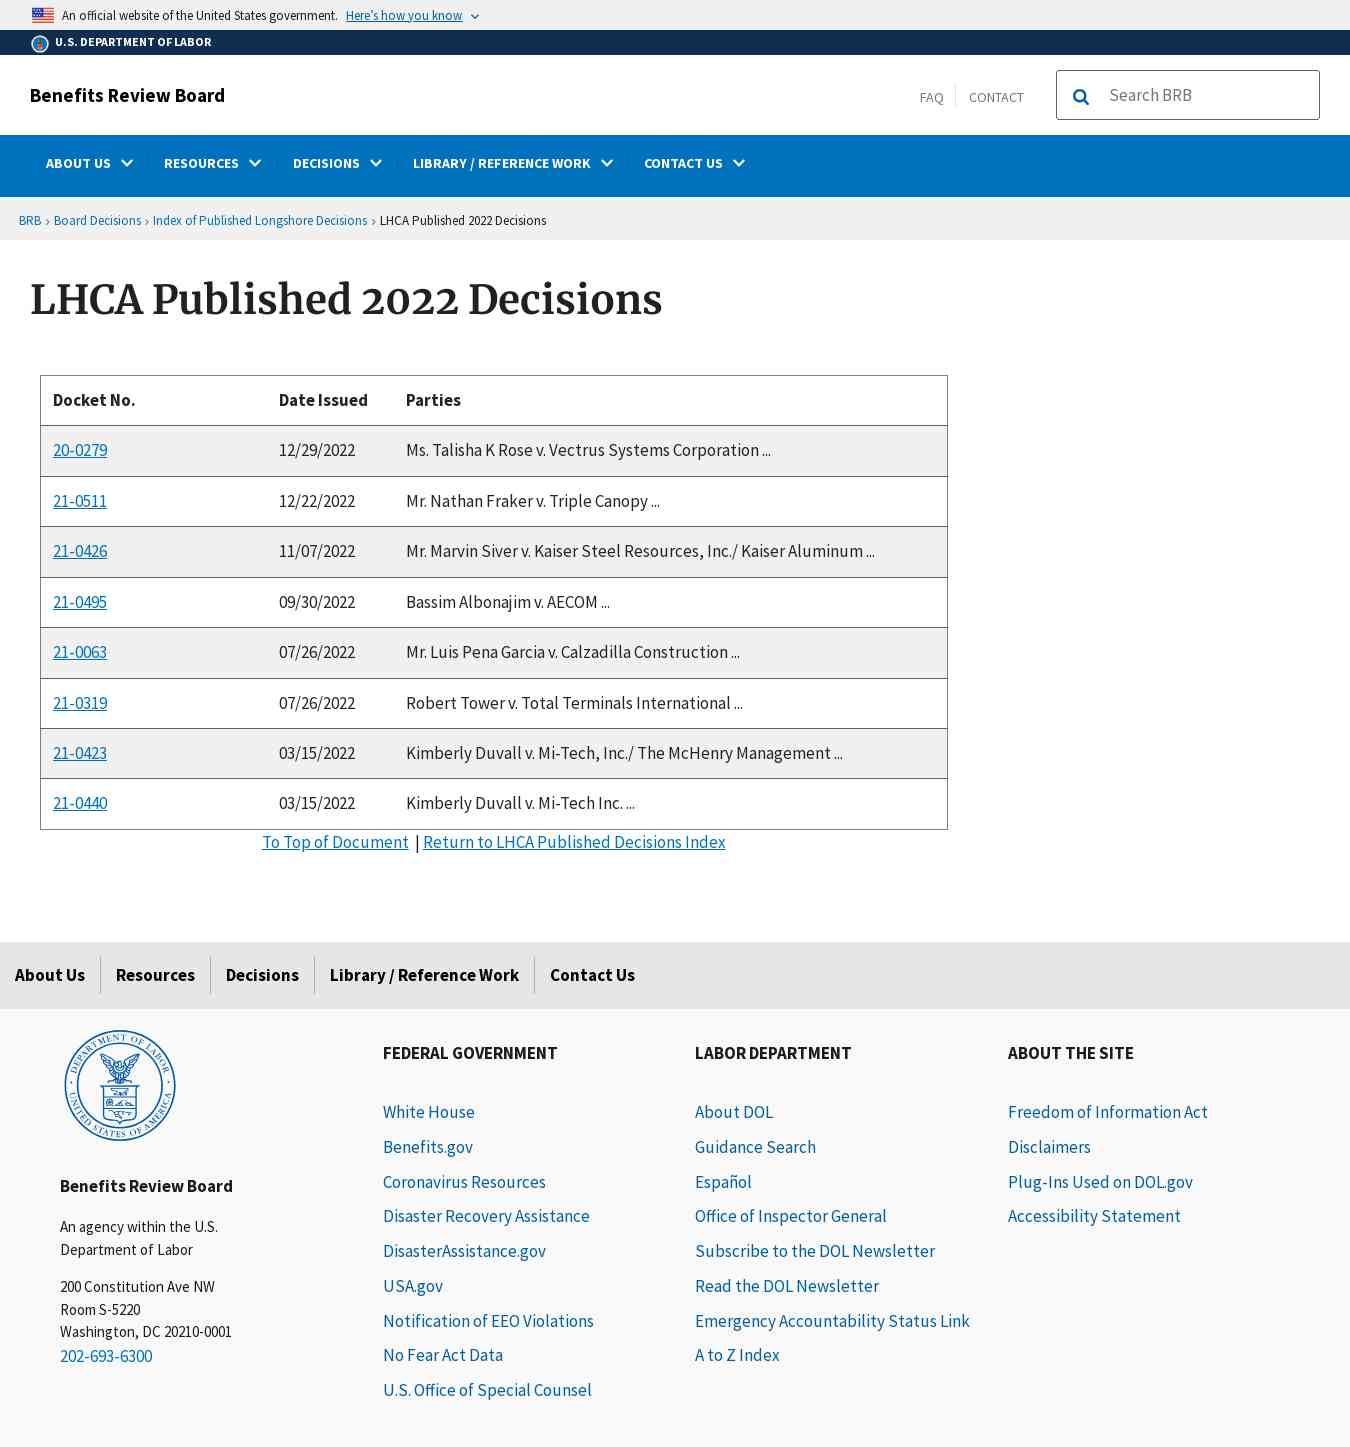 An official website of the United States government. Here's how you know
U.S. DEPARTMENT OF LABOR
Benefits Review Board
FAQ CONTACT Search BRB
ABOUT US RESOURCES DECISIONS LIBRARY / REFERENCE WORK CONTACT US
BRB › Board Decisions › Index of Published Longshore Decisions › LHCA Published 2022 Decisions
LHCA Published 2022 Decisions
Docket No. Date Issued Parties
20-0279 12/29/2022 Ms. Talisha K Rose v. Vectrus Systems Corporation ...
21-0511 12/22/2022 Mr. Nathan Fraker v. Triple Canopy ...
21-0426 11/07/2022 Mr. Marvin Siver v. Kaiser Steel Resources, Inc./ Kaiser Aluminum ...
21-0495 09/30/2022 Bassim Albonajim v. AECOM ...
21-0063 07/26/2022 Mr. Luis Pena Garcia v. Calzadilla Construction ...
21-0319 07/26/2022 Robert Tower v. Total Terminals International ...
21-0423 03/15/2022 Kimberly Duvall v. Mi-Tech, Inc./ The McHenry Management ...
21-0440 03/15/2022 Kimberly Duvall v. Mi-Tech Inc. ...
To Top of Document | Return to LHCA Published Decisions Index
About Us Resources Decisions Library / Reference Work Contact Us
DEPARTMENT OF LABOR
UNITED STATES OF AMERICA
Benefits Review Board
An agency within the U.S.
Department of Labor
200 Constitution Ave NW
Room S-5220
Washington, DC 20210-0001
202-693-6300
FEDERAL GOVERNMENT
White House
Benefits.gov
Coronavirus Resources
Disaster Recovery Assistance
DisasterAssistance.gov
USA.gov
Notification of EEO Violations
No Fear Act Data
U.S. Office of Special Counsel
LABOR DEPARTMENT
About DOL
Guidance Search
Español
Office of Inspector General
Subscribe to the DOL Newsletter
Read the DOL Newsletter
Emergency Accountability Status Link
A to Z Index
ABOUT THE SITE
Freedom of Information Act
Disclaimers
Plug-Ins Used on DOL.gov
Accessibility Statement